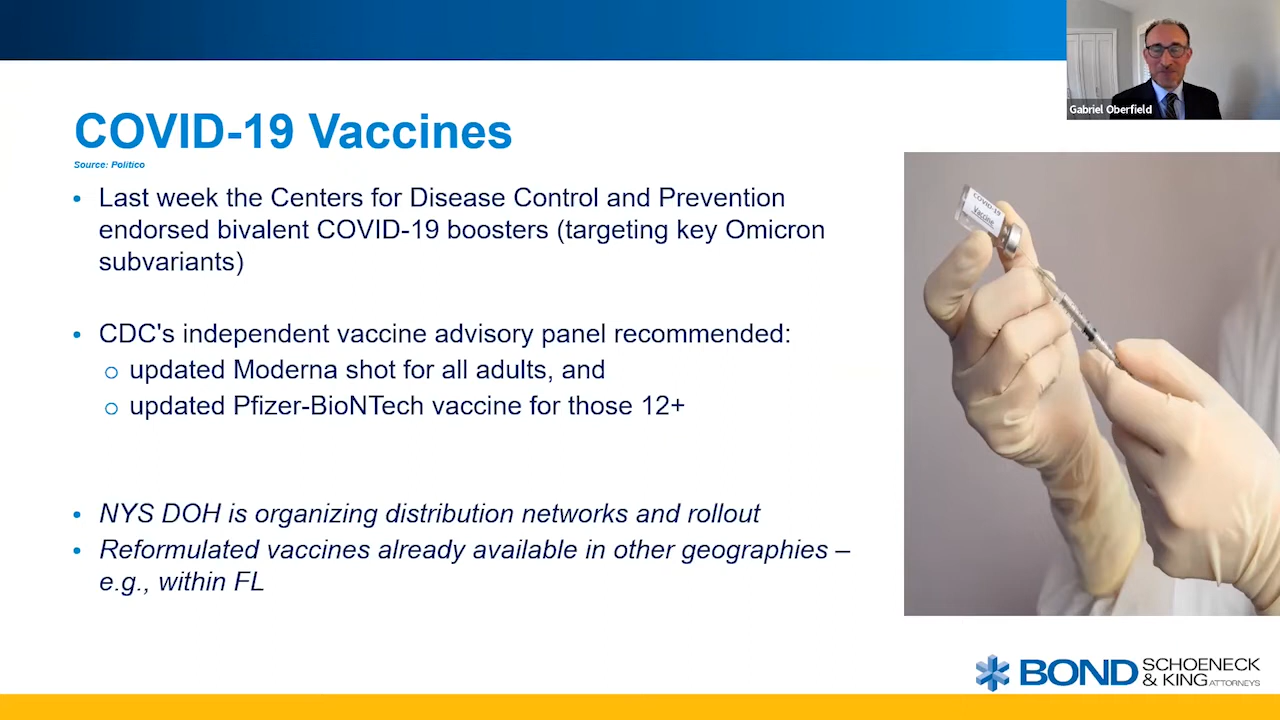 Gabriel Oberfield
COVID-19 Vaccines
Source: Politico
• Last week the Centers for Disease Control and Prevention
endorsed bivalent COVID-19 boosters (targeting key Omicron
subvariants)
• CDC's independent vaccine advisory panel recommended:
o updated Moderna shot for all adults, and
o updated Pfizer-BioNTech vaccine for those 12+
• NYS DOH is organizing distribution networks and rollout
• Reformulated vaccines already available in other geographies –
e.g., within FL
COVID-19
Vaccine
BOND SCHOENECK
& KING ATTORNEYS